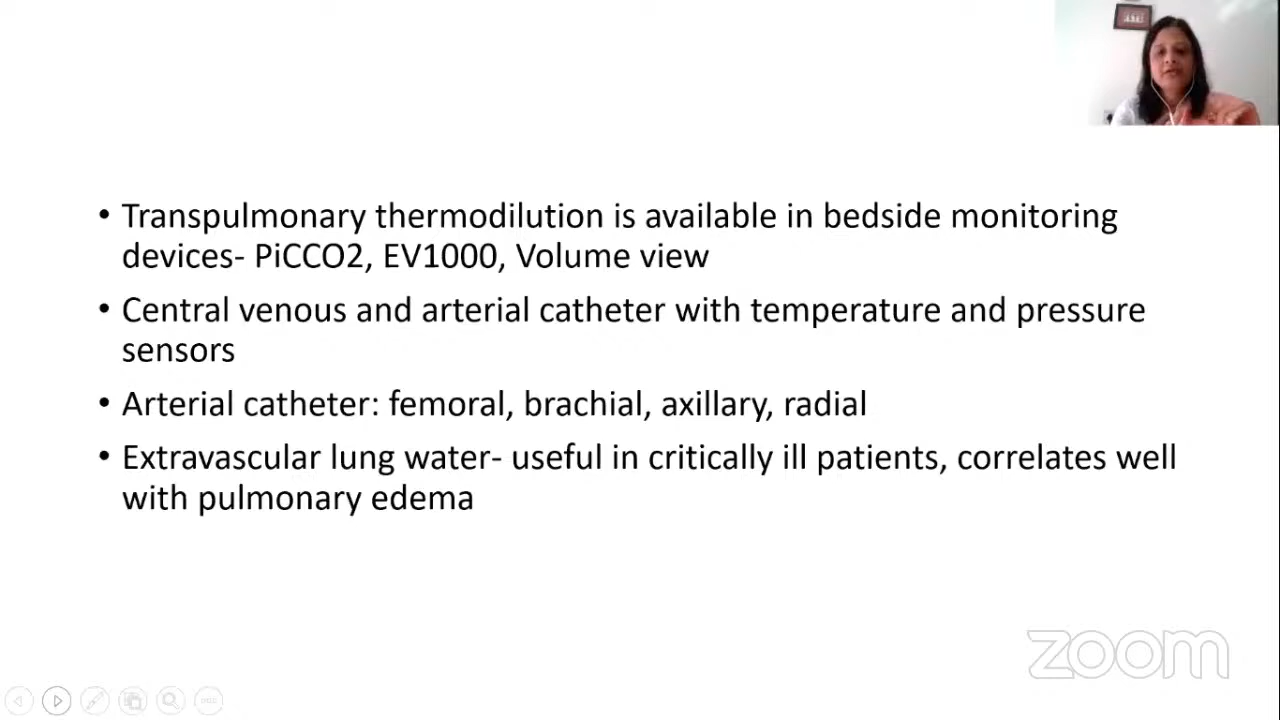 • Transpulmonary thermodilution is available in bedside monitoring
devices- PiCCO2, EV1000, Volume view
• Central venous and arterial catheter with temperature and pressure
sensors
• Arterial catheter: femoral, brachial, axillary, radial
• Extravascular lung water- useful in critically ill patients, correlates well
with pulmonary edema
zoom